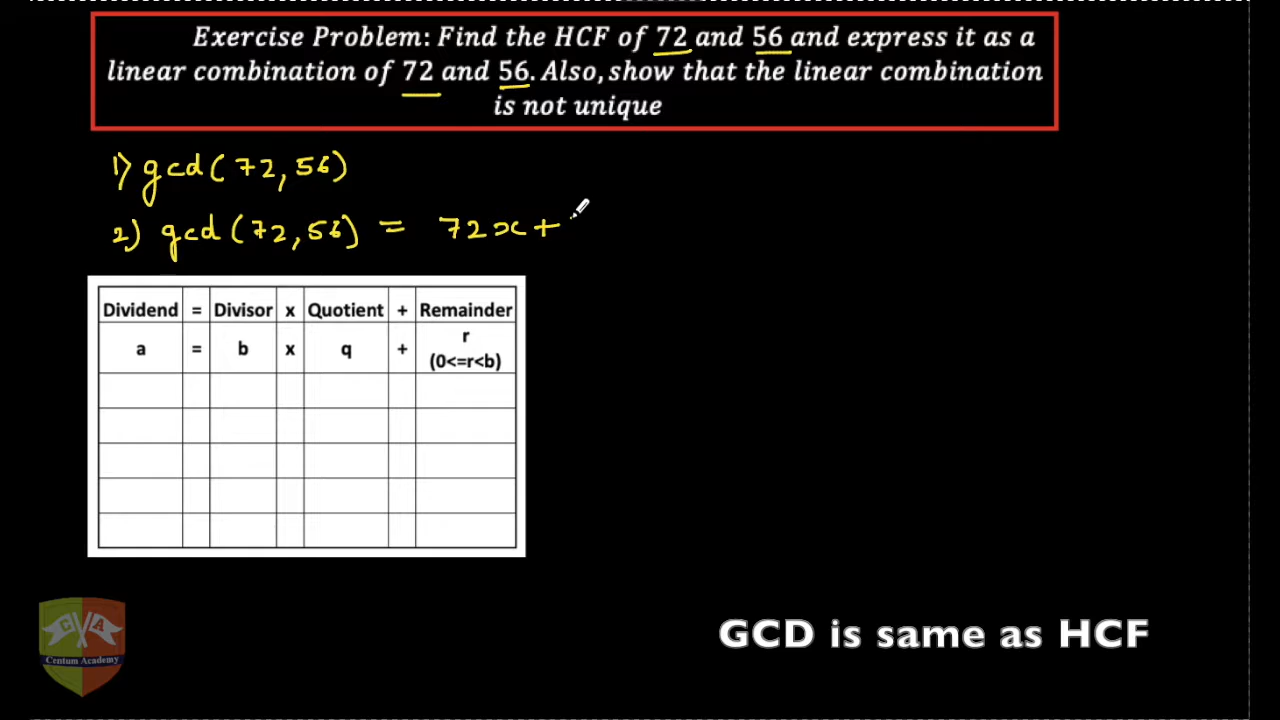 Exercise Problem: Find the HCF of 72 and 56 and express it as a
linear combination of 72 and 56. Also, show that the linear combination
is not unique
1) gcd(72,56)
2) gcd(72,56) = 72x+
Dividend = Divisor x Quotient + Remainder
a = b x q + r
(0<=r<b)
C A
Centum Academy
GCD is same as HCF